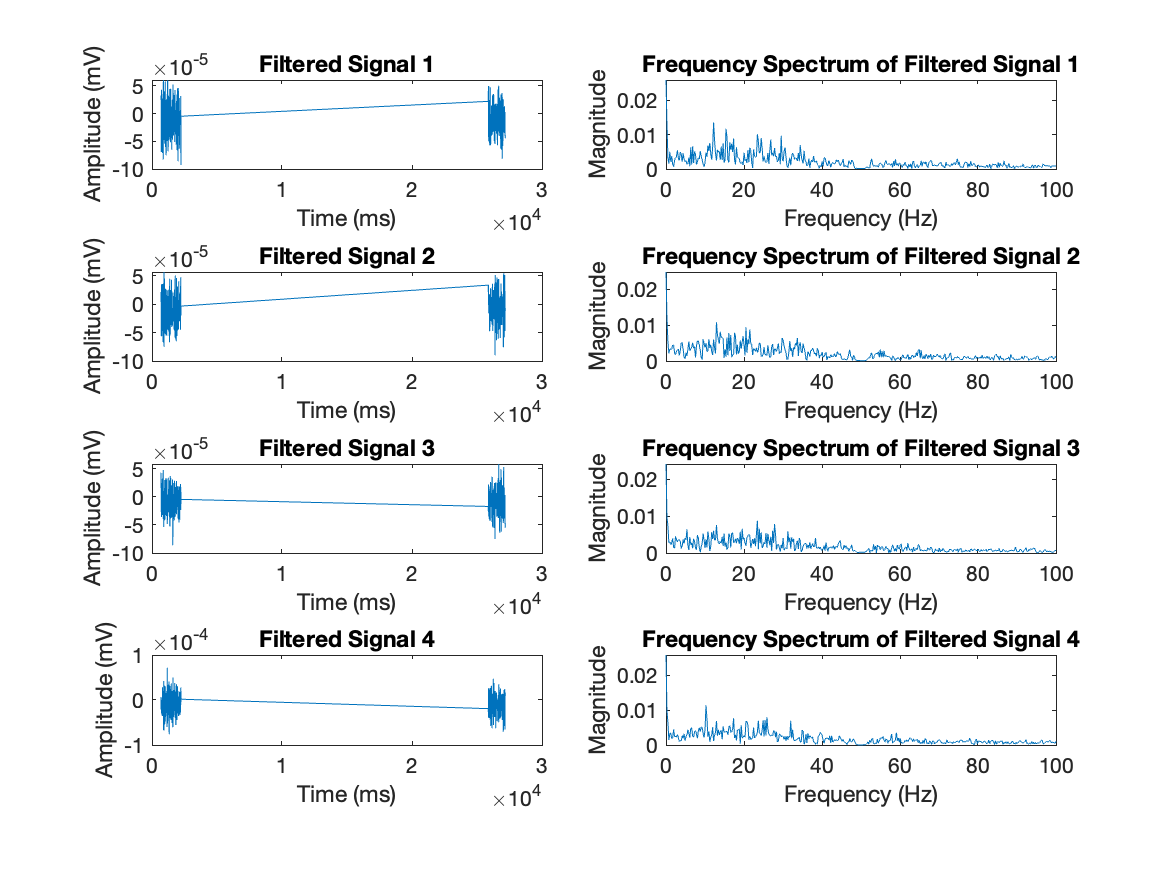 Filtered Signal 1
×10-5
Amplitude (mV)
5
0
-5
-10
0 1 2 3
Time (ms)
×104
Frequency Spectrum of Filtered Signal 1
Magnitude
0.02
0.01
0
0 20 40 60 80 100
Frequency (Hz)
Filtered Signal 2
×10-5
Amplitude (mV)
5
0
-5
-10
0 1 2 3
Time (ms)
×104
Frequency Spectrum of Filtered Signal 2
Magnitude
0.02
0.01
0
0 20 40 60 80 100
Frequency (Hz)
Filtered Signal 3
×10-5
Amplitude (mV)
5
0
-5
-10
0 1 2 3
Time (ms)
×104
Frequency Spectrum of Filtered Signal 3
Magnitude
0.02
0.01
0
0 20 40 60 80 100
Frequency (Hz)
Filtered Signal 4
×10-4
Amplitude (mV)
1
0
-1
0 1 2 3
Time (ms)
×104
Frequency Spectrum of Filtered Signal 4
Magnitude
0.02
0.01
0
0 20 40 60 80 100
Frequency (Hz)